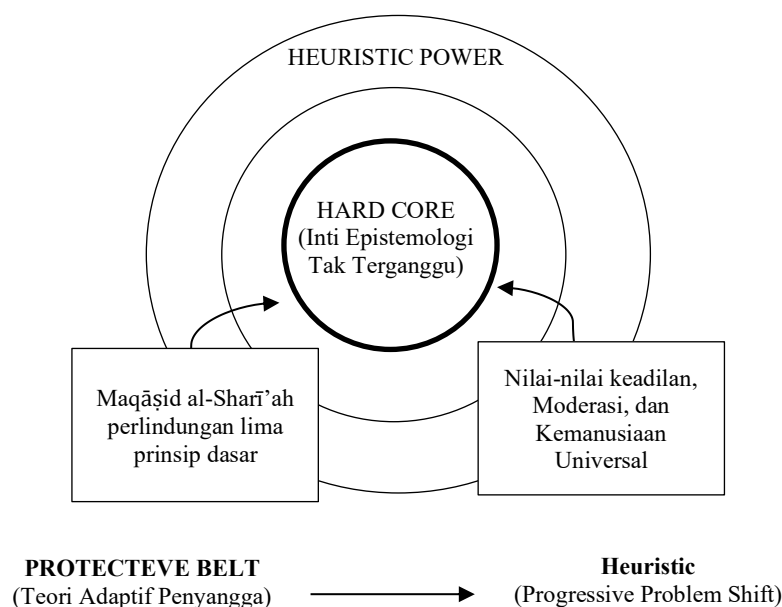 HEURISTIC POWER
HARD CORE
(Inti Epistemologi
Tak Terganggu)
Maqāṣid al-Sharī’ah
perlindungan lima
prinsip dasar
Nilai-nilai keadilan,
Moderasi, dan
Kemanusiaan
Universal
PROTECTEVE BELT
(Teori Adaptif Penyangga)
Heuristic
(Progressive Problem Shift)